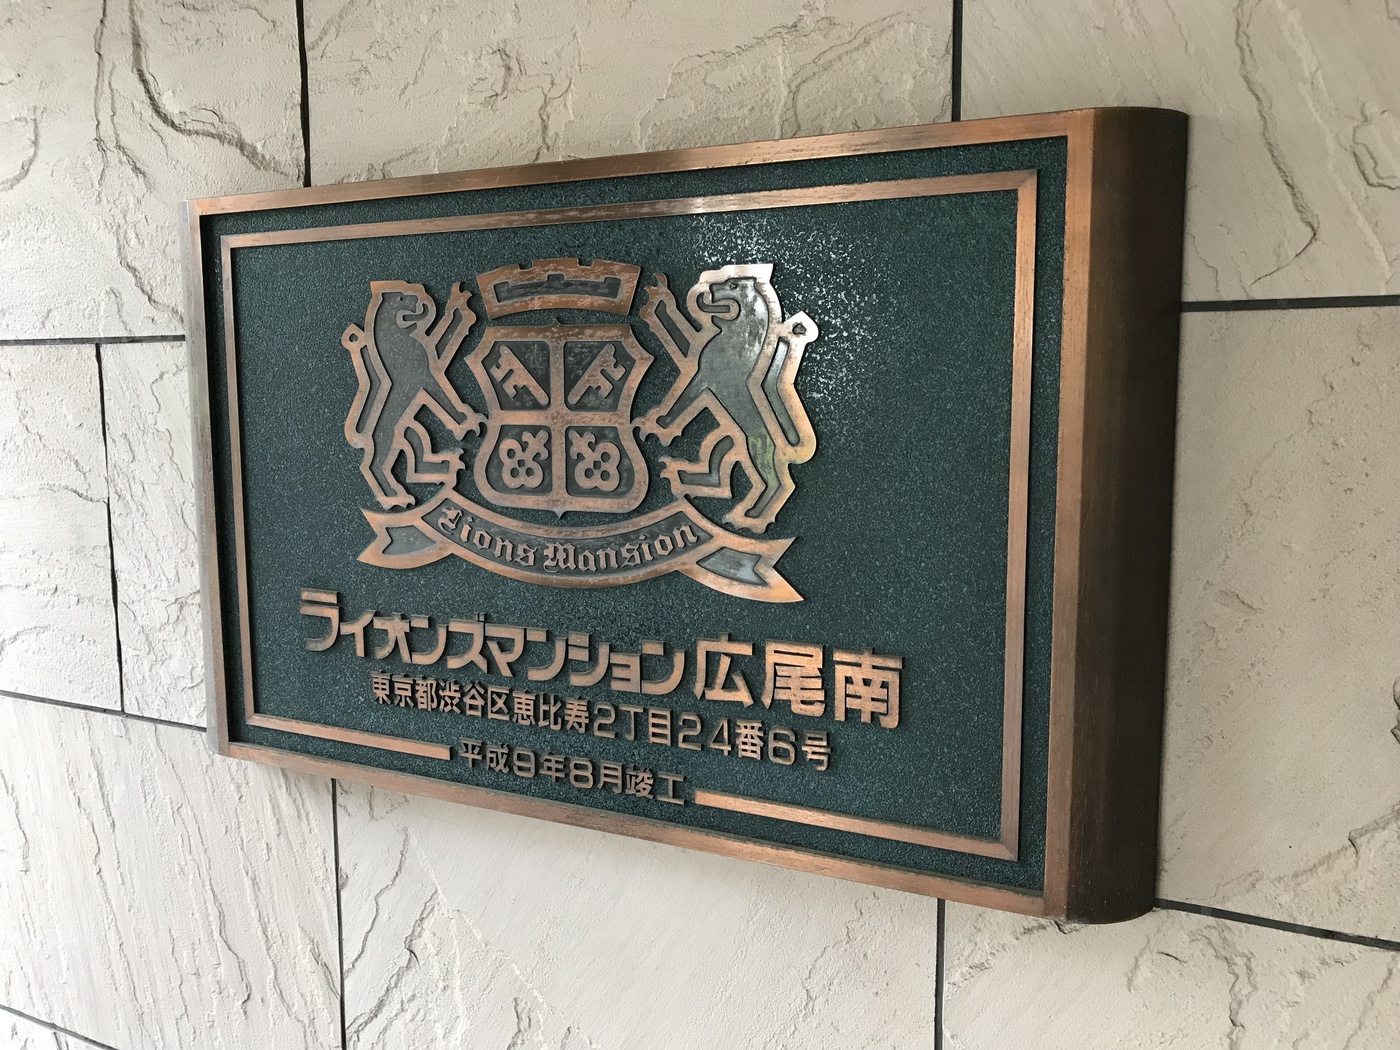 Lions Mansion
ライオンズマンション広尾南
東京都渋谷区恵比寿2丁目24番6号
平成9年8月竣工